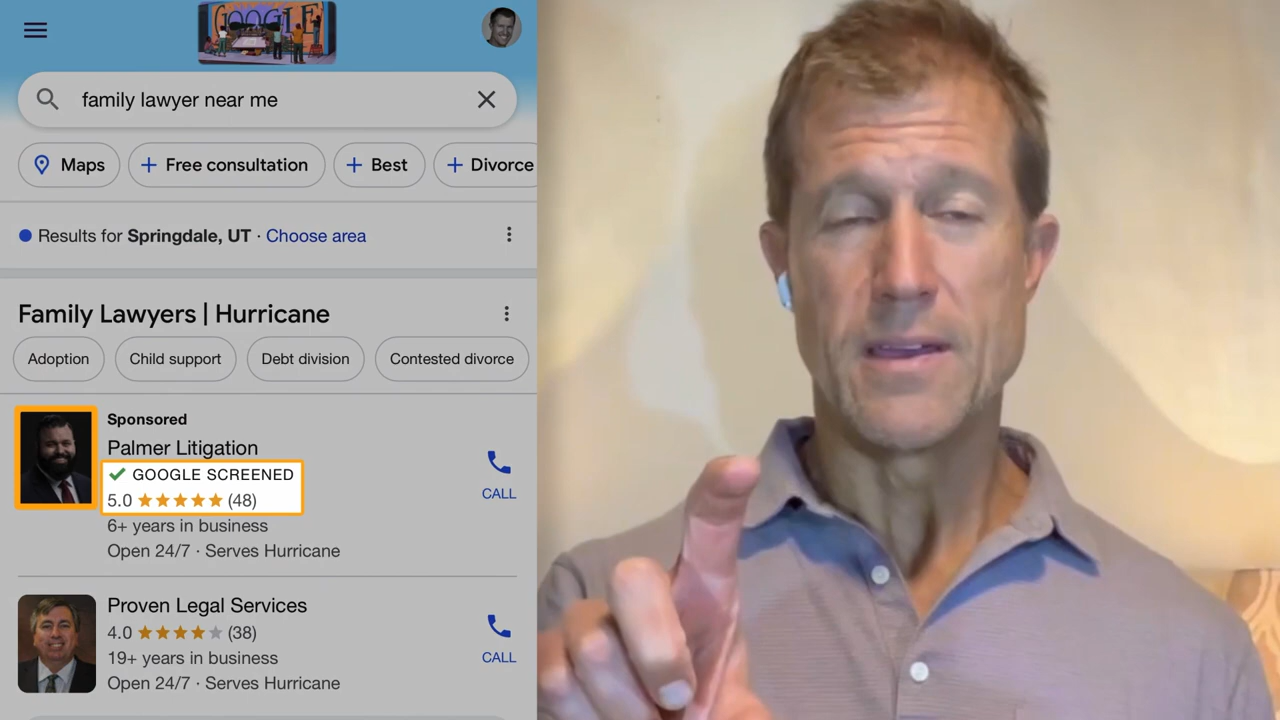 GOOGLE
family lawyer near me
Maps
Free consultation
Best
Divorce
Results for Springdale, UT · Choose area
Family Lawyers | Hurricane
Adoption
Child support
Debt division
Contested divorce
Sponsored
Palmer Litigation
GOOGLE SCREENED
5.0 (48)
6+ years in business
Open 24/7 · Serves Hurricane
CALL
Proven Legal Services
4.0 (38)
19+ years in business
Open 24/7 · Serves Hurricane
CALL